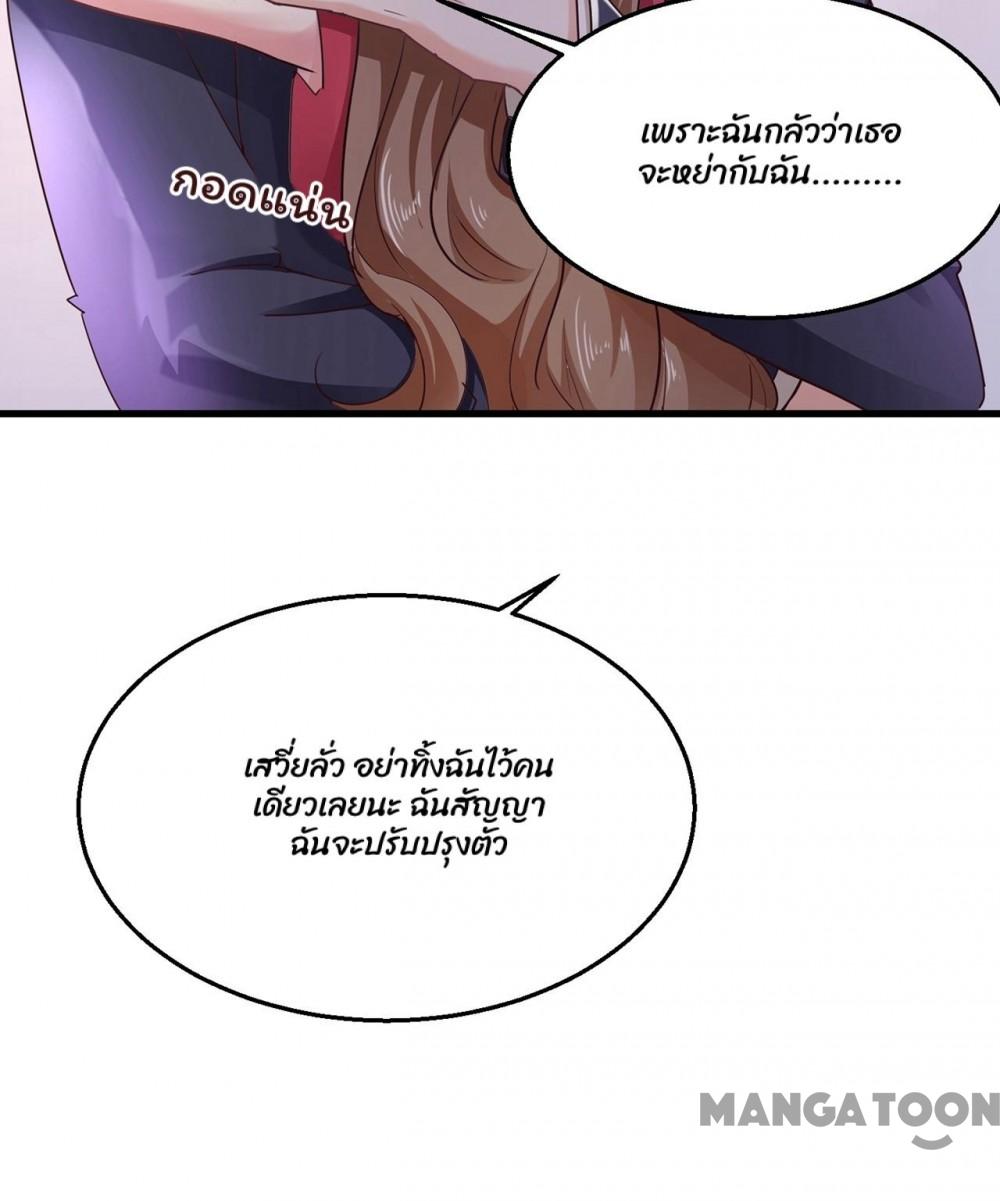 เพราะฉันกลัวว่าเธอ
จะหย่ากับฉัน.........
กอดแน่น
เสวี่ยลั่ว อย่าทิ้งฉันไว้คน
เดียวเลยนะ ฉันสัญญา
ฉันจะปรับปรุงตัว
MANGATOON